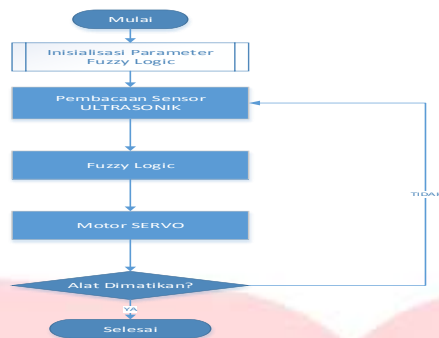 Mulai
Inisialisasi Parameter
Fuzzy Logic
Pembacaan Sensor
ULTRASONIK
Fuzzy Logic
TIDAK
Motor SERVO
Alat Dimatikan?
YA
Selesai